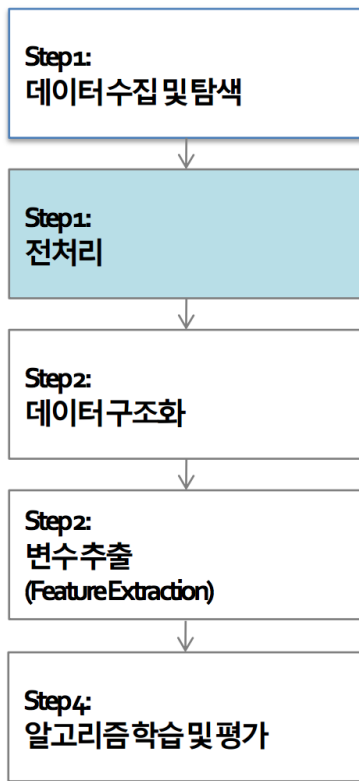 Step1:
데이터 수집 및 탐색
Step1:
전처리
Step2:
데이터 구조화
Step2:
변수 추출
(Feature Extraction)
Step4:
알고리즘 학습 및 평가